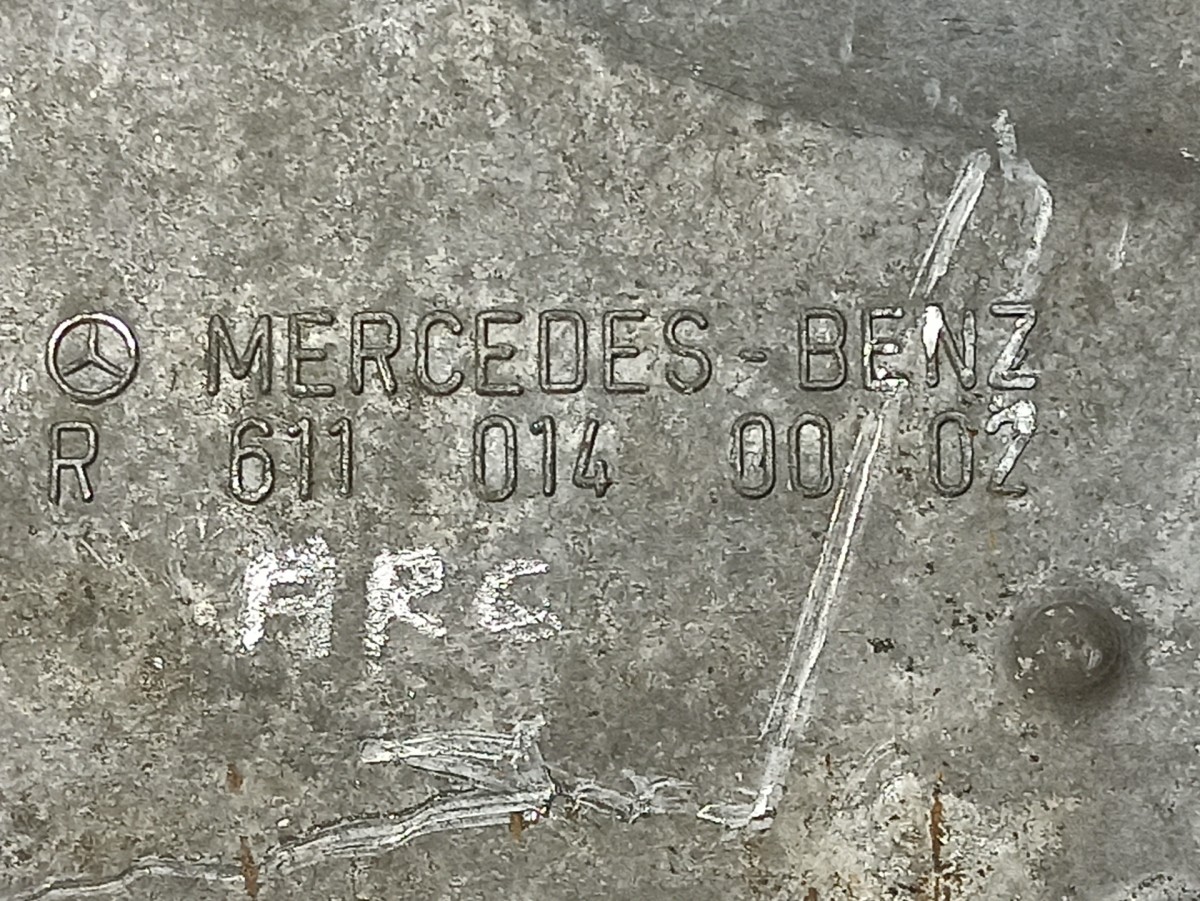 MERCEDES-BENZ
R 611 014 00 02
ARC